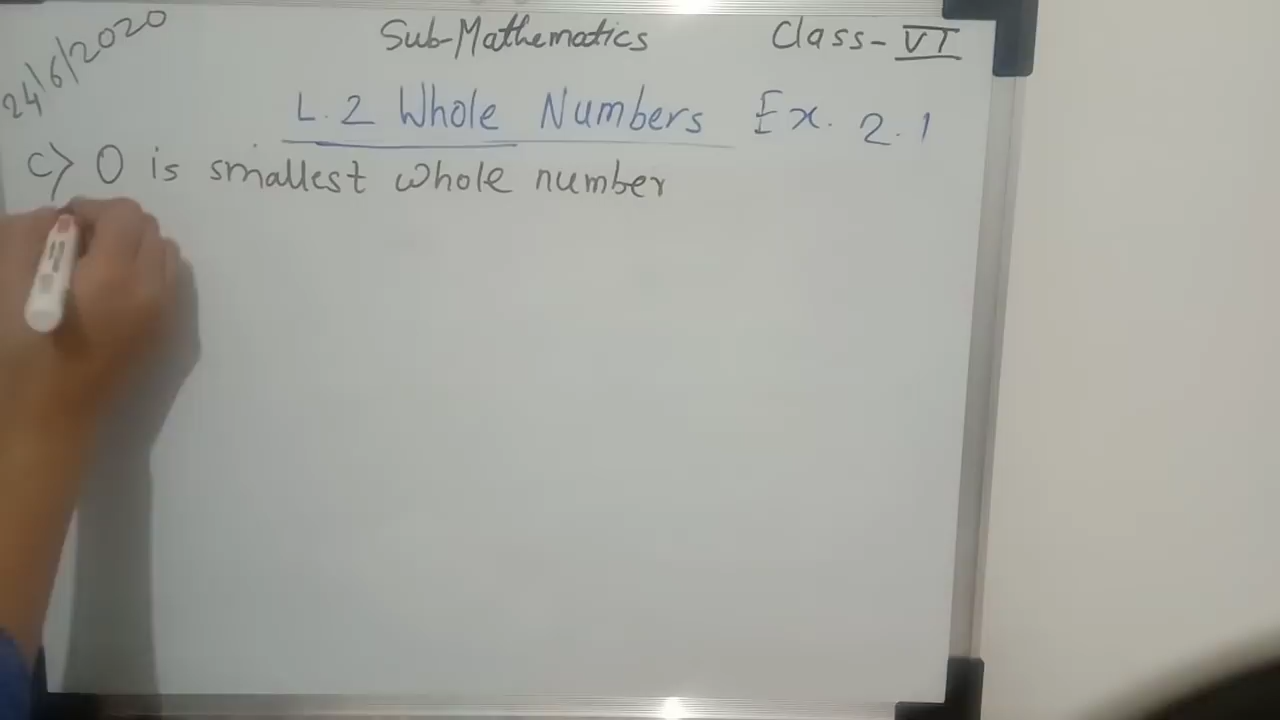 24/6/2020
Sub-Mathematics Class-VI
L.2 Whole Numbers Ex. 2.1
c) 0 is smallest whole number